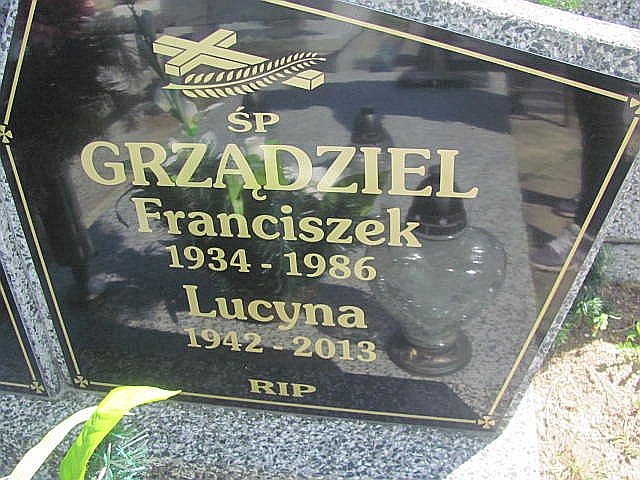 ŚP
GRZĄDZIEL
Franciszek
1934 - 1986
Lucyna
1942 - 2013
RIP